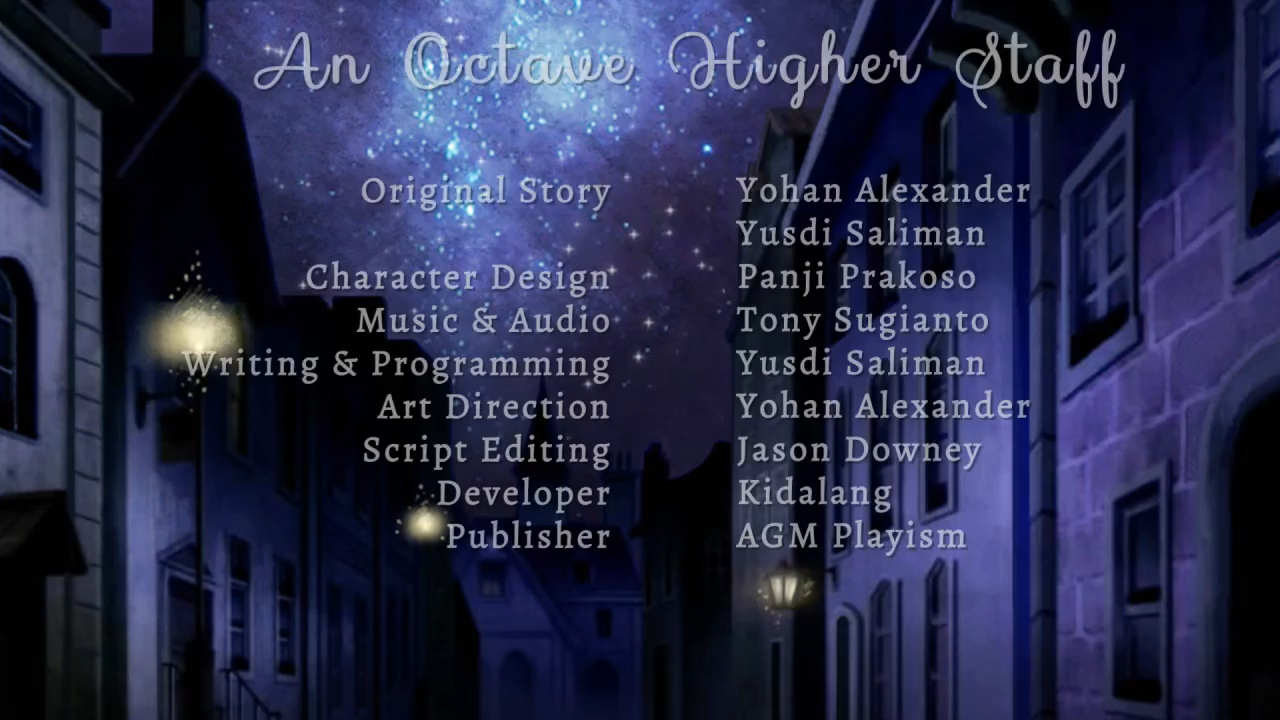 An Octave Higher Staff
Original Story Yohan Alexander
Yusdi Saliman
Character Design Panji Prakoso
Music & Audio Tony Sugianto
Writing & Programming Yusdi Saliman
Art Direction Yohan Alexander
Script Editing Jason Downey
Developer Kidalang
Publisher AGM Playism